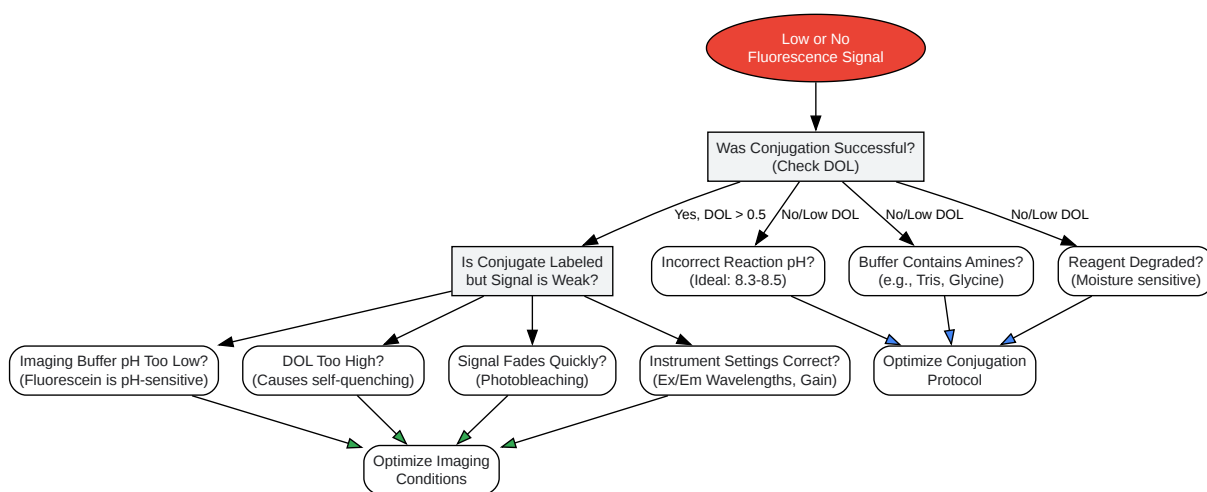 Low or No
Fluorescence Signal
Was Conjugation Successful?
(Check DOL)
Yes, DOL > 0.5
No/Low DOL
No/Low DOL
No/Low DOL
Is Conjugate Labeled
but Signal is Weak?
Incorrect Reaction pH?
(Ideal: 8.3-8.5)
Buffer Contains Amines?
(e.g., Tris, Glycine)
Reagent Degraded?
(Moisture sensitive)
Imaging Buffer pH Too Low?
(Fluorescein is pH-sensitive)
DOL Too High?
(Causes self-quenching)
Signal Fades Quickly?
(Photobleaching)
Instrument Settings Correct?
(Ex/Em Wavelengths, Gain)
Optimize Conjugation
Protocol
Optimize Imaging
Conditions